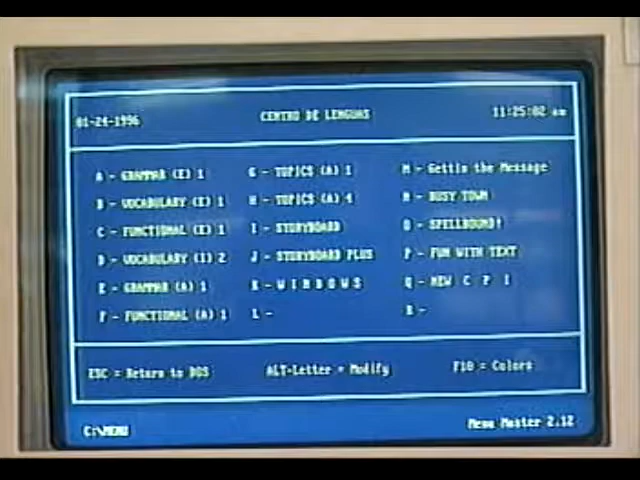 01-24-1996 CENTRO DE LENGUAS 11:25:02 am
A - GRAMMAR (E) 1 G - TOPICS (A) 1 M - Gettin the Message
B - VOCABULARY (E) 1 H - TOPICS (A) 4 N - BUSY TOWN
C - FUNCTIONAL (E) 1 I - STORYBOARD O - SPELLBOUND!
D - VOCABULARY (I) 2 J - STORYBOARD PLUS P - FUN WITH TEXT
E - GRAMMAR (A) 1 K - W I N D O W S Q - NEW C P I
F - FUNCTIONAL (A) 1 L - R -
ESC = Return to DOS ALT-Letter = Modify F10 = Colors
C:\MENU Menu Master 2.12